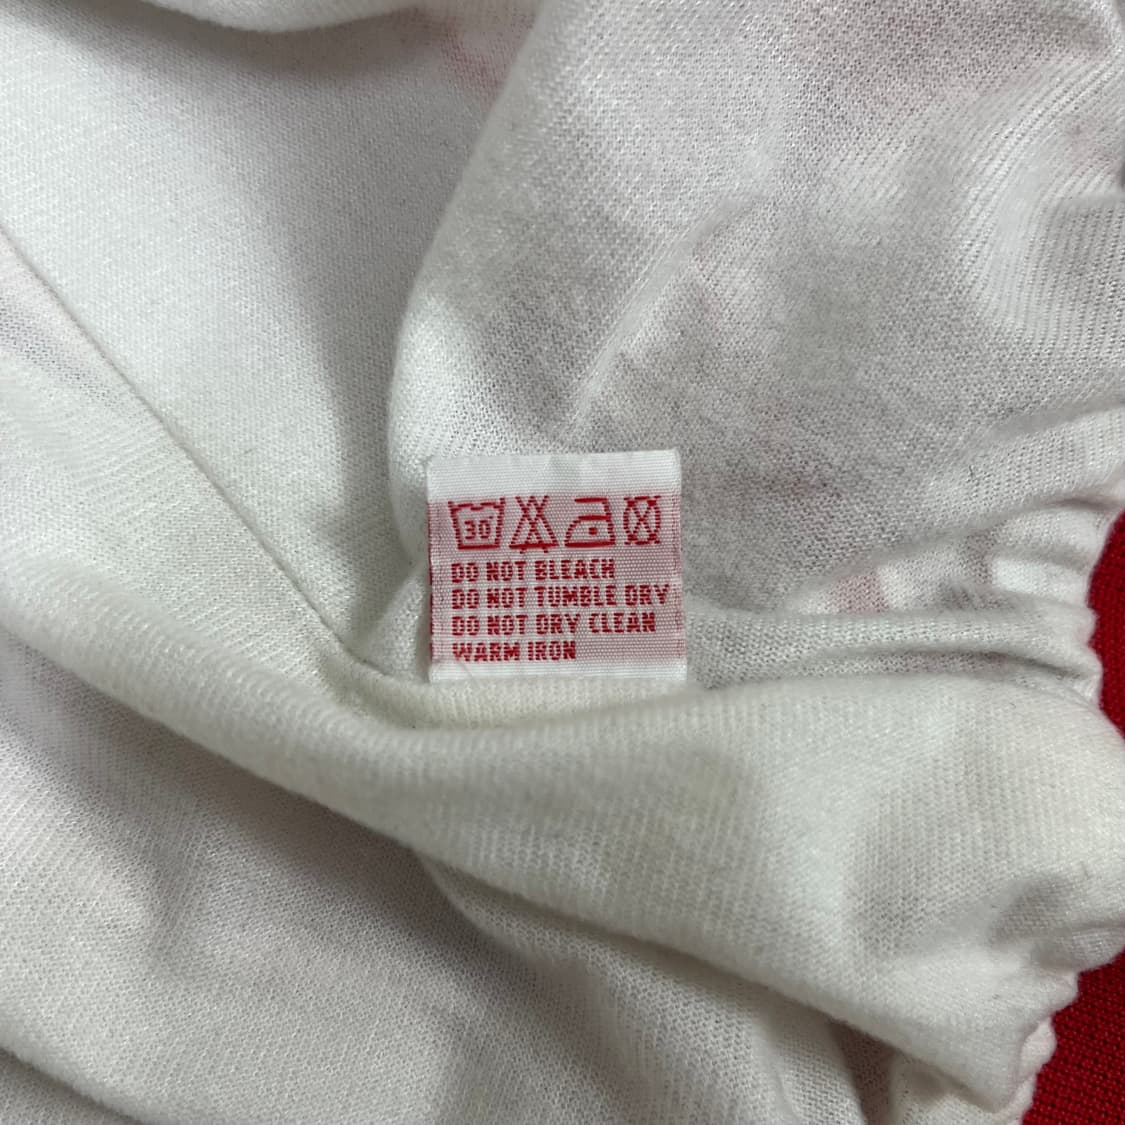 30
DO NOT BLEACH
DO NOT TUMBLE DRY
DO NOT DRY CLEAN
WARM IRON